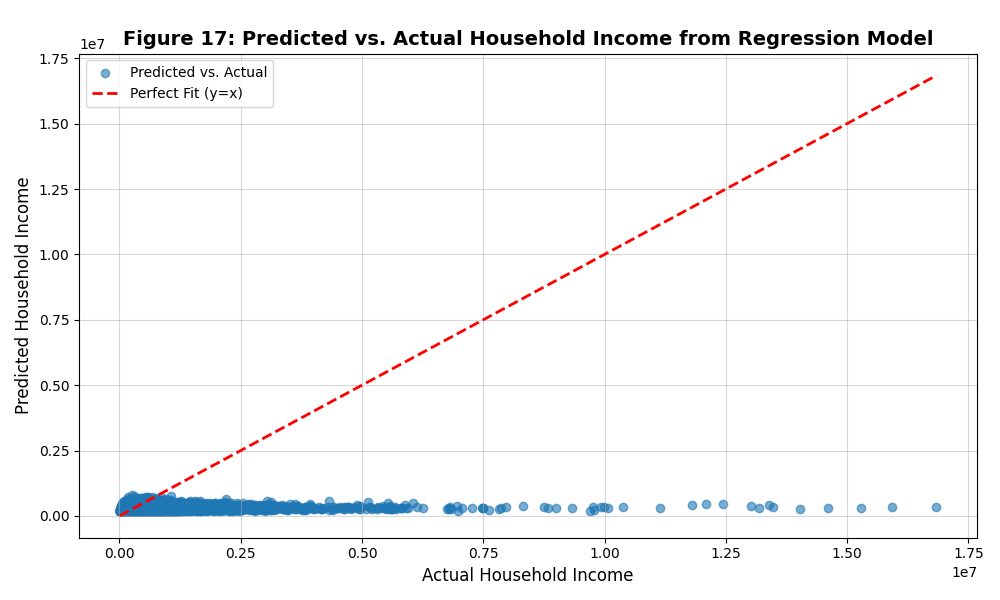 Figure 17: Predicted vs. Actual Household Income from Regression Model
1e7
Predicted vs. Actual
Perfect Fit (y=x)
Predicted Household Income
1.75
1.50
1.25
1.00
0.75
0.50
0.25
0.00
0.00 0.25 0.50 0.75 1.00 1.25 1.50 1.75
1e7
Actual Household Income